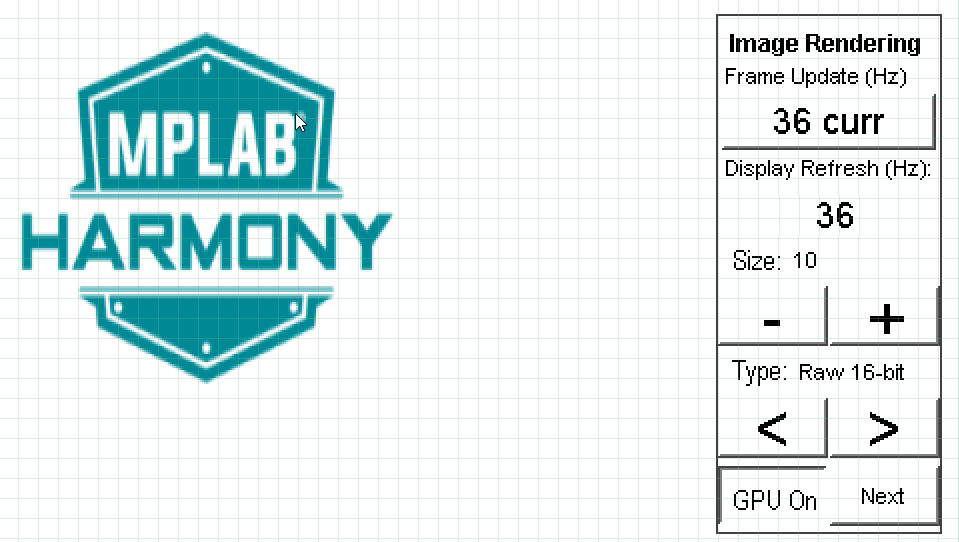 MPLAB
HARMONY
Image Rendering
Frame Update (Hz)
36 curr
Display Refresh (Hz):
36
Size: 10
- +
Type: Raw 16-bit
< >
GPU On Next